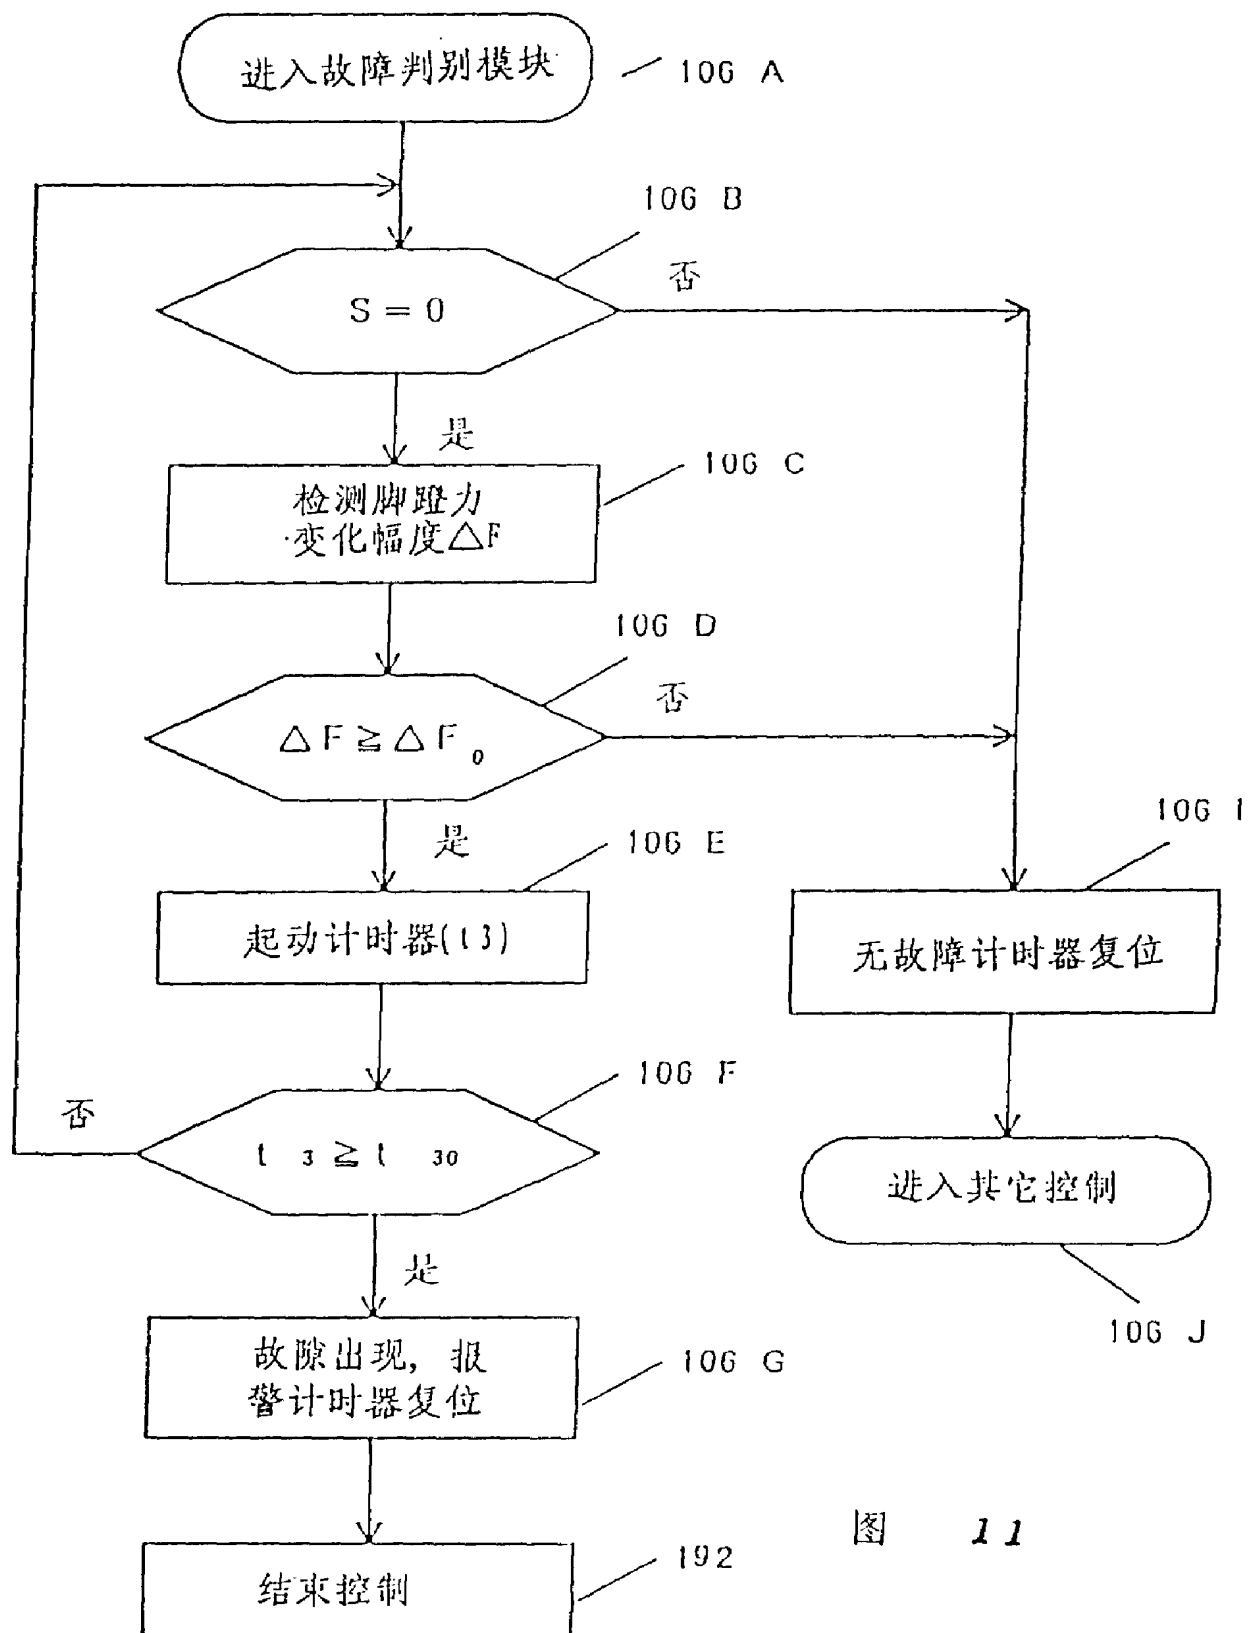 进入故障判别模块
106 A
106 B
否
S = 0
是
106 C
检测脚蹬力
变化幅度△F
106 D
否
△F ≧ △F₀
是
106 E
106 I
起动计时器(t3)
无故障计时器复位
106 F
否
t ₃ ≧ t ₃₀
进入其它控制
是
106 J
故隙出现, 报
警计时器复位
106 G
图 11
192
结束控制